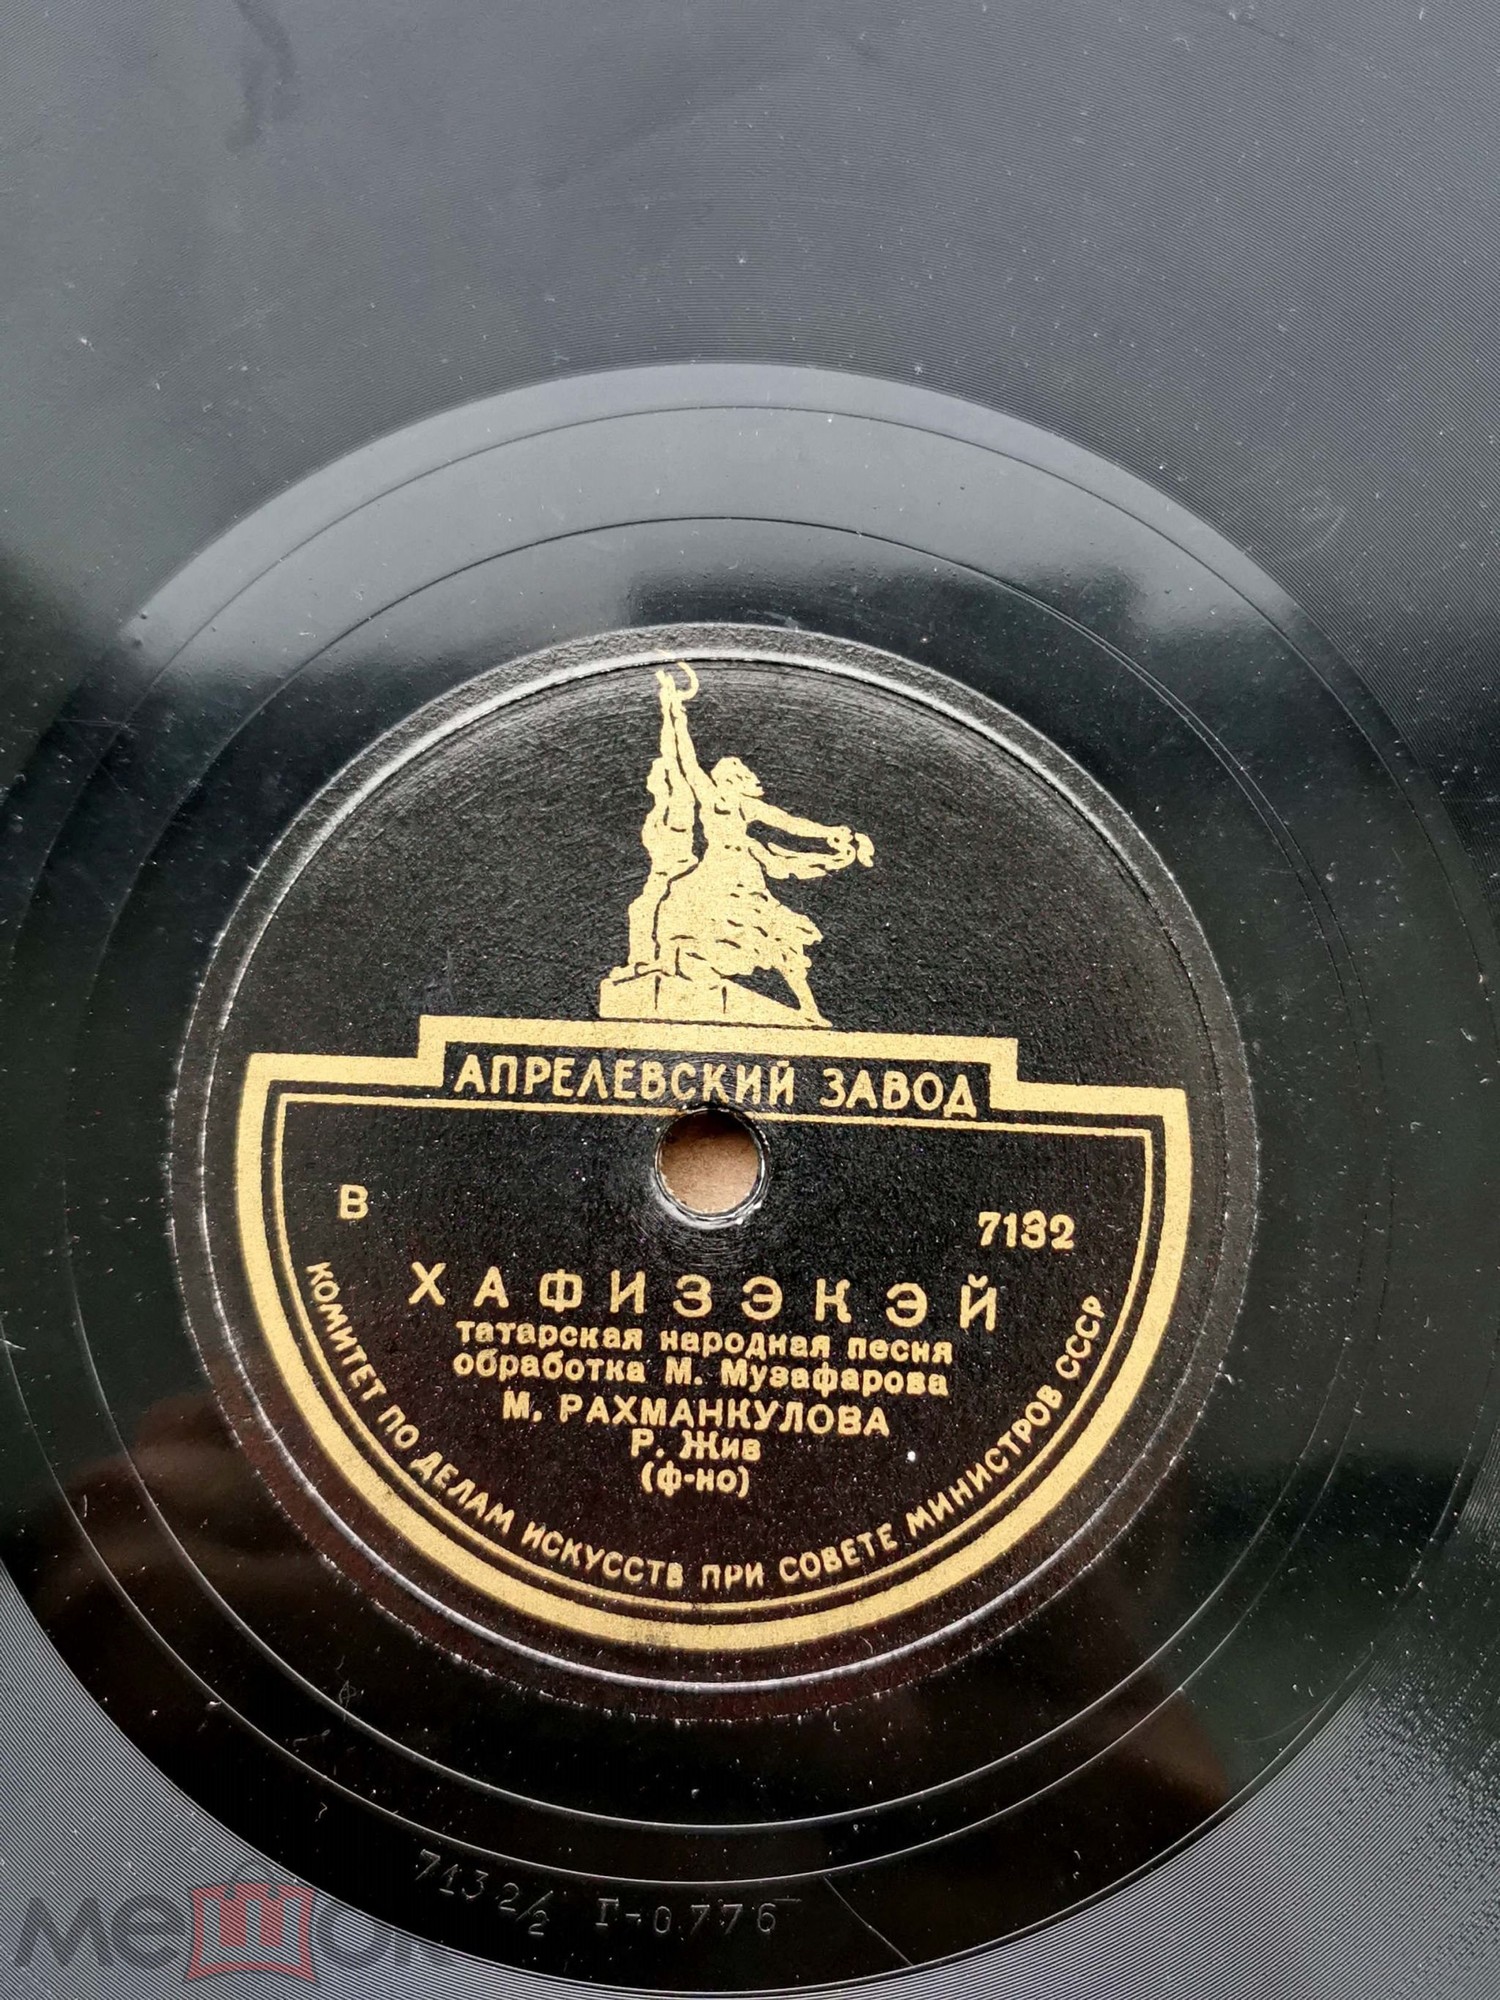 АПРЕЛЕВСКИЙ ЗАВОД
В 7132
ХАФИЗЭКЭЙ
татарская народная песня
обработка М. Музафарова
М. РАХМАНКУЛОВА
Р. Жив
(ф-но)
КОМИТЕТ ПО ДЕЛАМ ИСКУССТВ ПРИ СОВЕТЕ МИНИСТРОВ СССР
7132/2 Г-0776